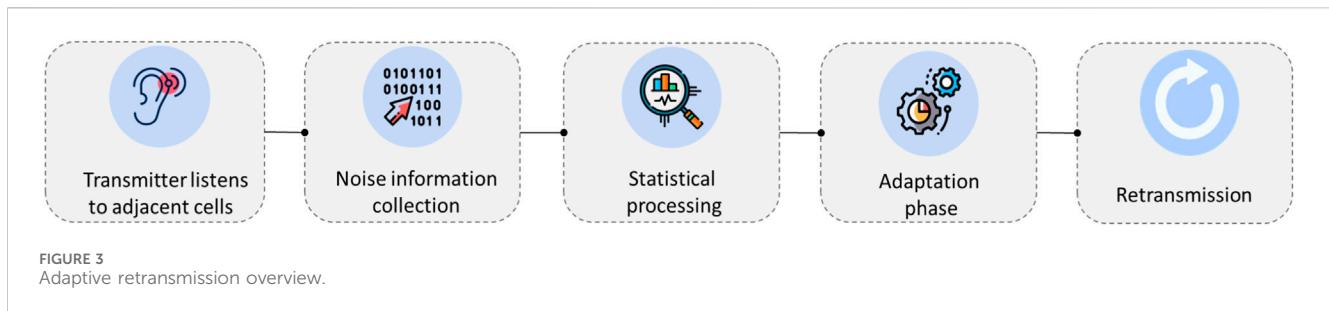 0101101
0100111
100
1011
Transmitter listens
to adjacent cells
Noise information
collection
Statistical
processing
Adaptation
phase
Retransmission
FIGURE 3
Adaptive retransmission overview.